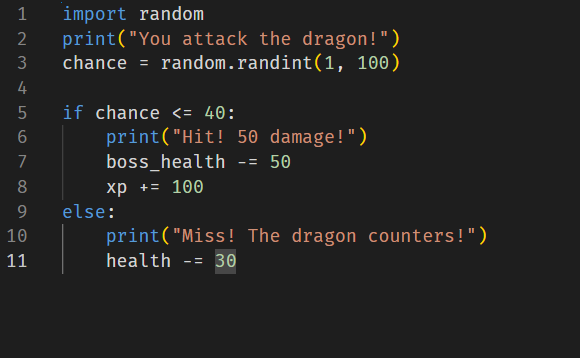 1 import random
2 print("You attack the dragon!")
3 chance = random.randint(1, 100)
4
5 if chance <= 40:
6     print("Hit! 50 damage!")
7     boss_health -= 50
8     xp += 100
9 else:
10     print("Miss! The dragon counters!")
11     health -= 30